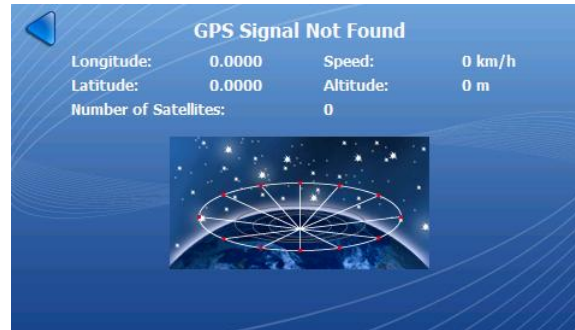 GPS Signal Not Found
Longitude: 0.0000 Speed: 0 km/h
Latitude: 0.0000 Altitude: 0 m
Number of Satellites: 0